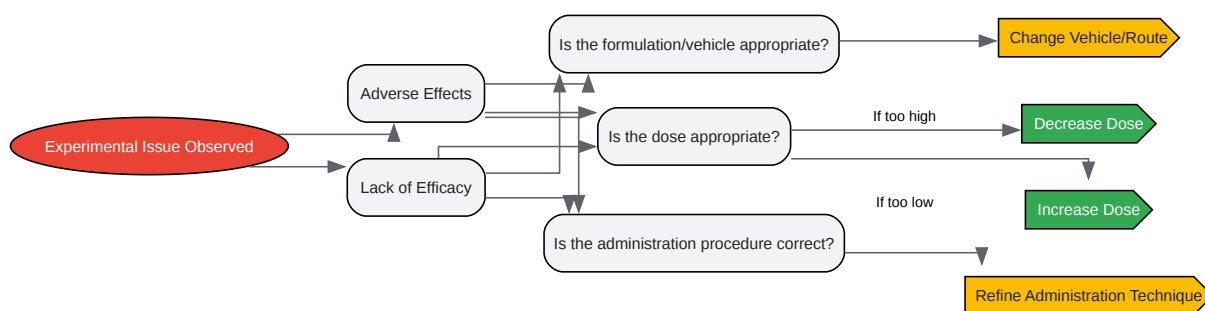 Is the formulation/vehicle appropriate?
Change Vehicle/Route
Adverse Effects
If too high
Decrease Dose
Is the dose appropriate?
Experimental Issue Observed
Lack of Efficacy
If too low
Increase Dose
Is the administration procedure correct?
Refine Administration Technique